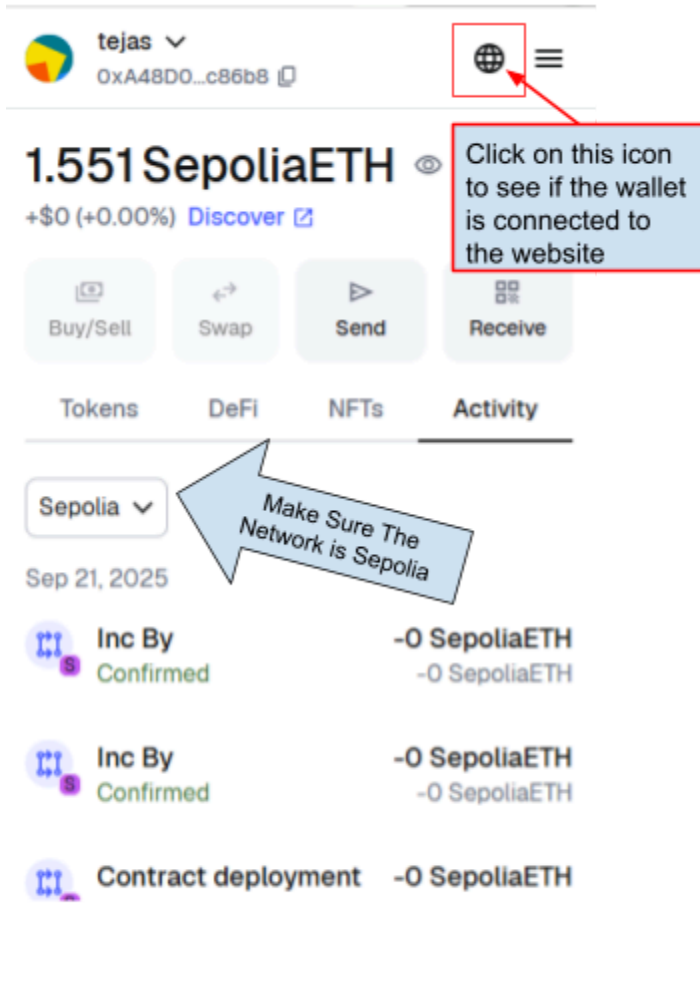 tejas
0xA48D0...c86b8
1.551 SepoliaETH
+$0 (+0.00%) Discover
Click on this icon
to see if the wallet
is connected to
the website
Buy/Sell
Swap
Send
Receive
Tokens
DeFi
NFTs
Activity
Sepolia
Make Sure The
Network is Sepolia
Sep 21, 2025
Inc By -0 SepoliaETH
Confirmed -0 SepoliaETH
S
Inc By -0 SepoliaETH
Confirmed -0 SepoliaETH
S
Contract deployment -0 SepoliaETH